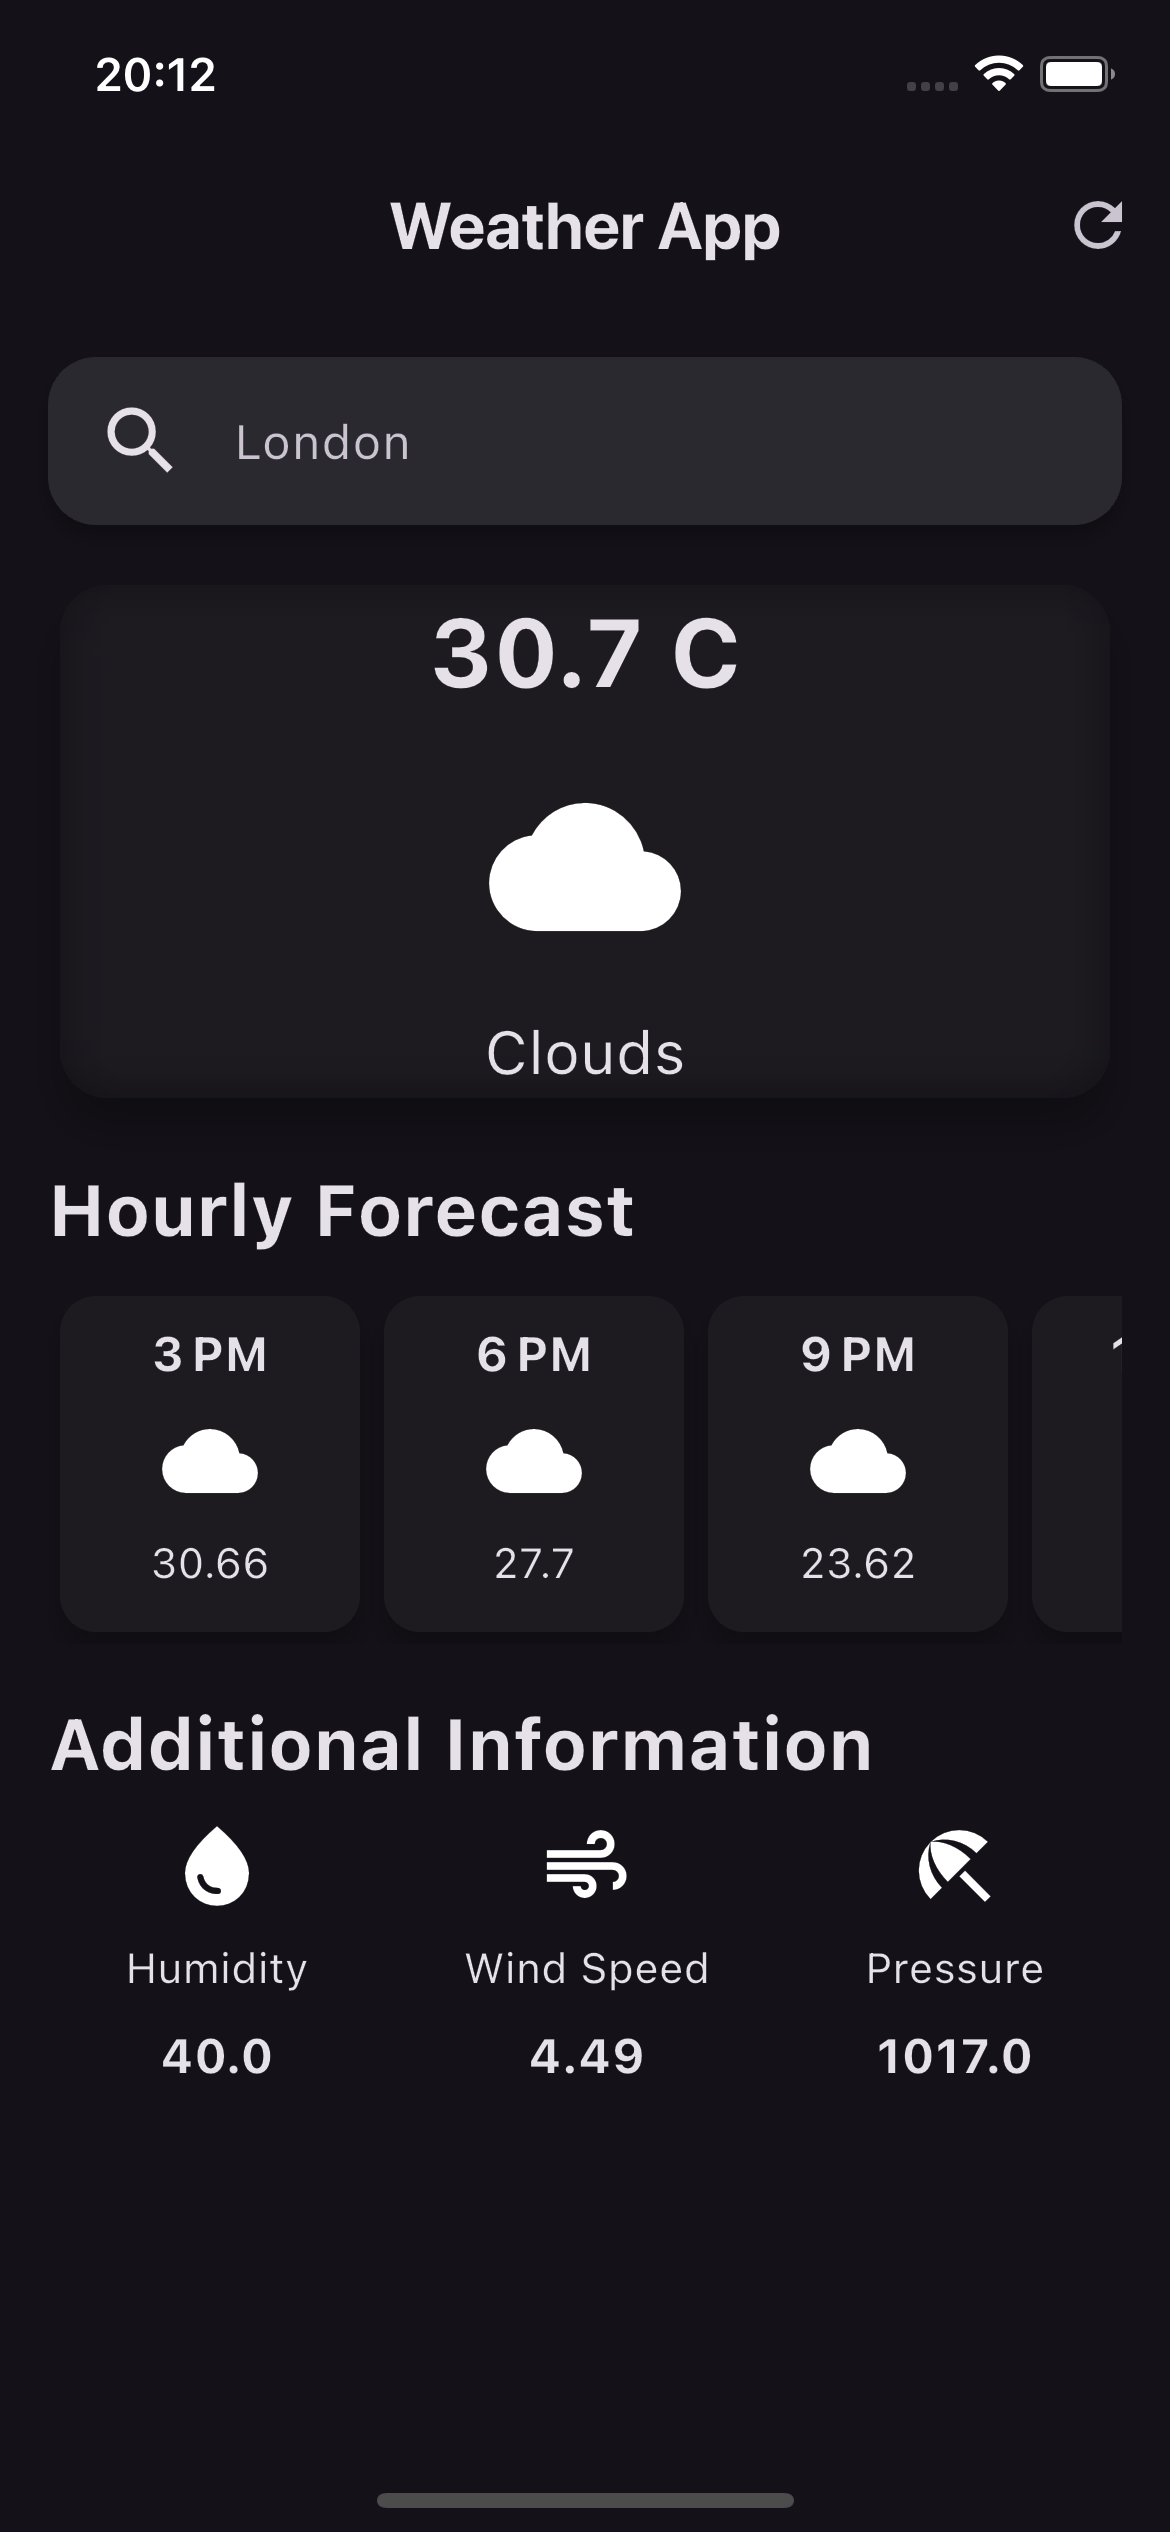 20:12
Weather App
London
30.7 C
Clouds
Hourly Forecast
3 PM 6 PM 9 PM
30.66 27.7 23.62
Additional Information
Humidity Wind Speed Pressure
40.0 4.49 1017.0